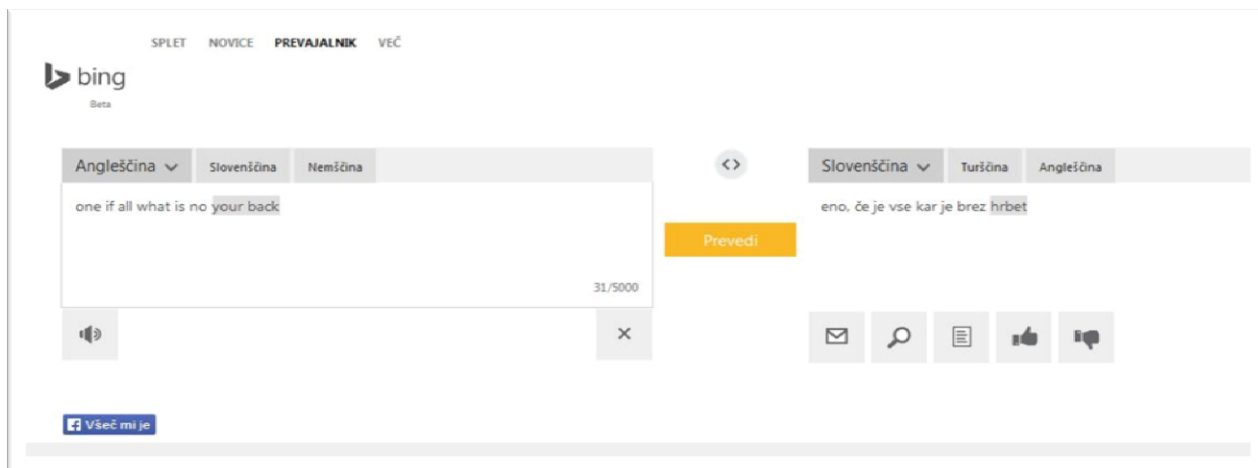 SPLET NOVICE PREVAJALNIK VEČ
bing
Beta
Angleščina Slovenščina Nemščina
<>
Slovenščina Turščina Angleščina
one if all what is no your back
eno, če je vse kar je brez hrbet
Prevedi
31/5000
Všeč mi je